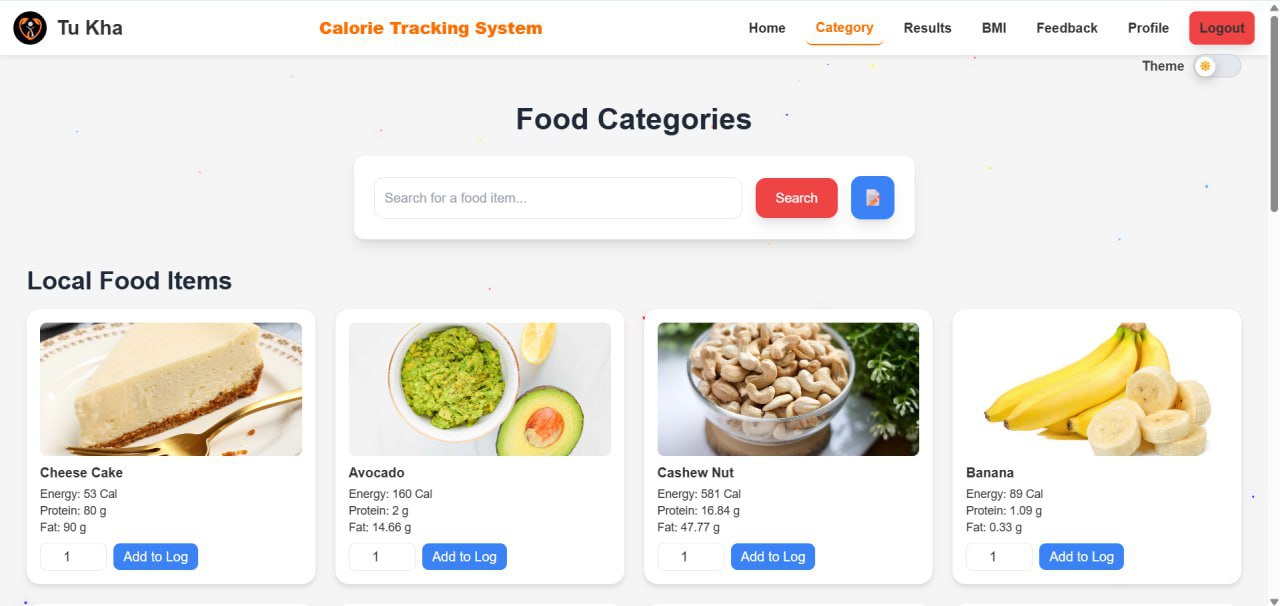 Tu Kha
Calorie Tracking System
Home Category Results BMI Feedback Profile Logout
Theme
Food Categories
Search for a food item... Search
Local Food Items
Cheese Cake
Energy: 53 Cal
Protein: 80 g
Fat: 90 g
1 Add to Log
Avocado
Energy: 160 Cal
Protein: 2 g
Fat: 14.66 g
1 Add to Log
Cashew Nut
Energy: 581 Cal
Protein: 16.84 g
Fat: 47.77 g
1 Add to Log
Banana
Energy: 89 Cal
Protein: 1.09 g
Fat: 0.33 g
1 Add to Log